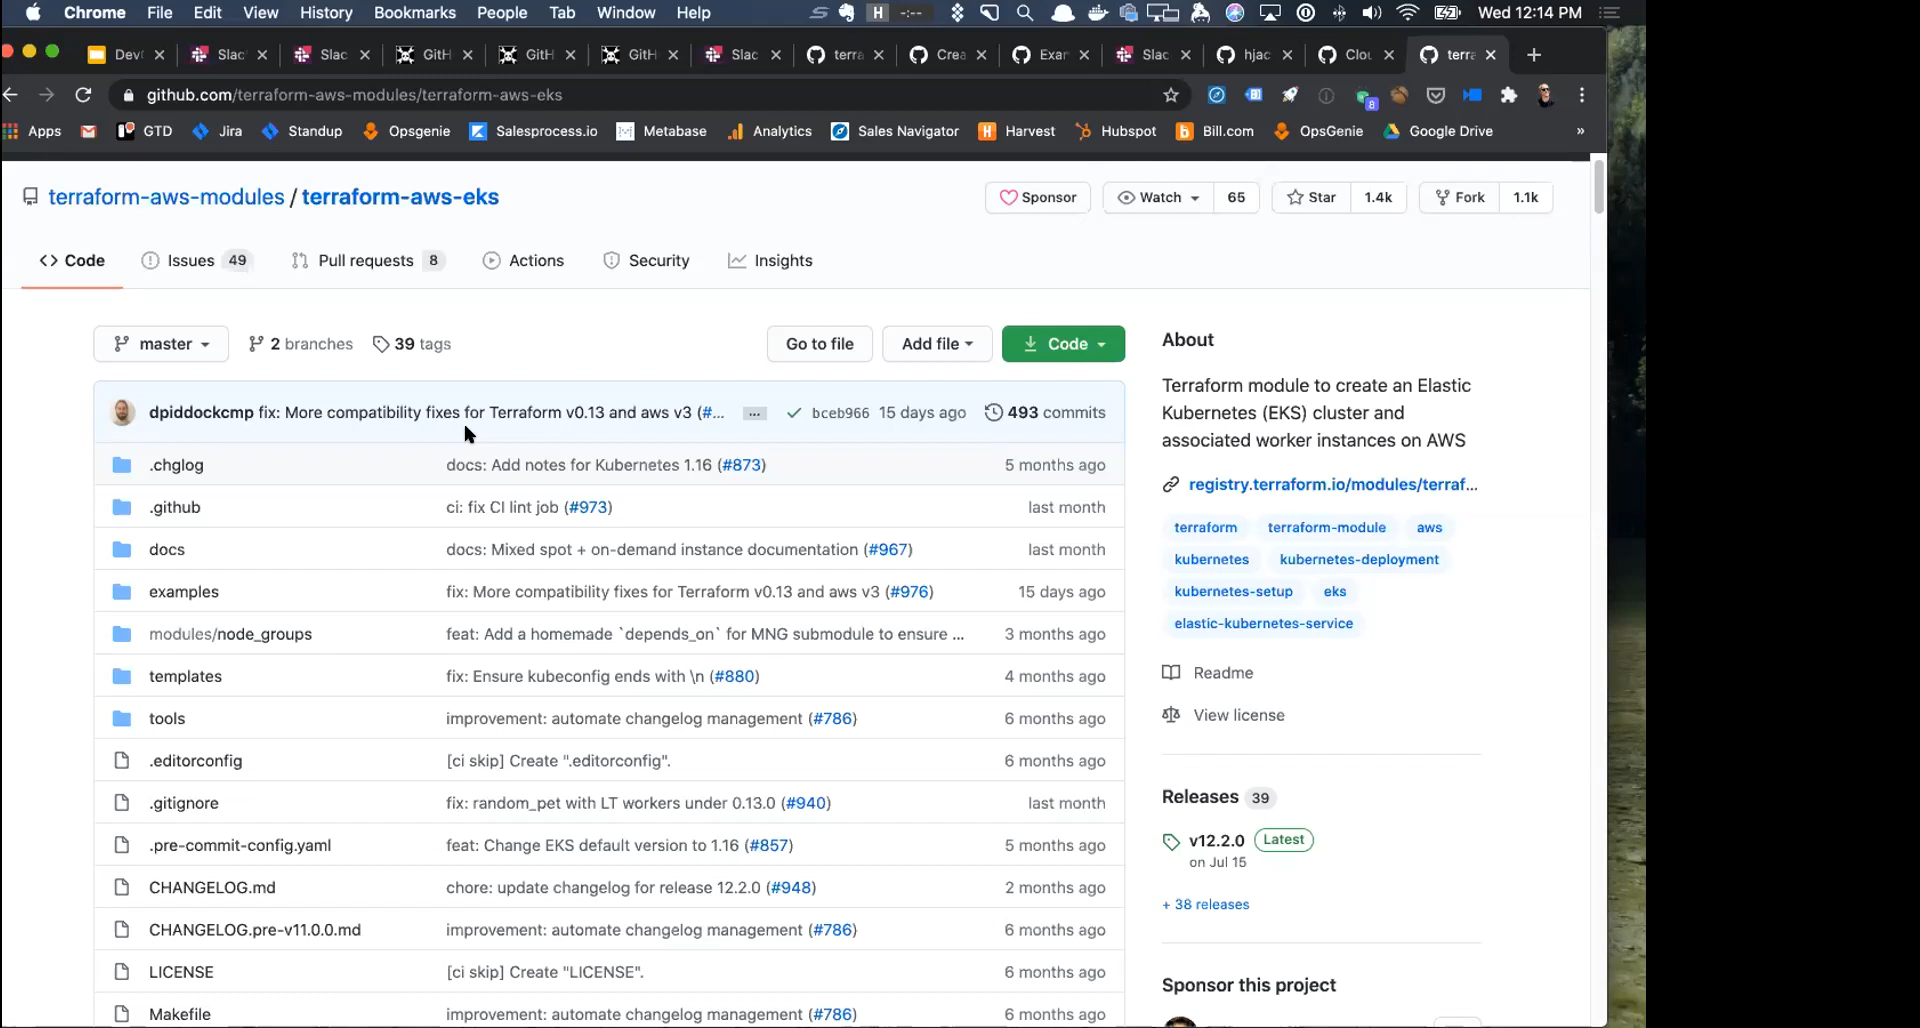 Chrome File Edit View History Bookmarks People Tab Window Help H -:-- Wed 12:14 PM
Dev Slac Slac GitH GitH GitH Slac terra Crea Exar Slac hjac Clou terra
github.com/terraform-aws-modules/terraform-aws-eks 8
Apps GTD Jira Standup Opsgenie Salesprocess.io Metabase Analytics Sales Navigator Harvest Hubspot Bill.com OpsGenie Google Drive »
terraform-aws-modules / terraform-aws-eks
Sponsor Watch 65 Star 1.4k Fork 1.1k
<> Code Issues 49 Pull requests 8 Actions Security Insights
master 2 branches 39 tags Go to file Add file Code
dpiddockcmp fix: More compatibility fixes for Terraform v0.13 and aws v3 (#... ... bceb966 15 days ago 493 commits
.chglog docs: Add notes for Kubernetes 1.16 (#873) 5 months ago
.github ci: fix CI lint job (#973) last month
docs docs: Mixed spot + on-demand instance documentation (#967) last month
examples fix: More compatibility fixes for Terraform v0.13 and aws v3 (#976) 15 days ago
modules/node_groups feat: Add a homemade `depends_on` for MNG submodule to ensure ... 3 months ago
templates fix: Ensure kubeconfig ends with \n (#880) 4 months ago
tools improvement: automate changelog management (#786) 6 months ago
.editorconfig [ci skip] Create ".editorconfig". 6 months ago
.gitignore fix: random_pet with LT workers under 0.13.0 (#940) last month
.pre-commit-config.yaml feat: Change EKS default version to 1.16 (#857) 5 months ago
CHANGELOG.md chore: update changelog for release 12.2.0 (#948) 2 months ago
CHANGELOG.pre-v11.0.0.md improvement: automate changelog management (#786) 6 months ago
LICENSE [ci skip] Create "LICENSE". 6 months ago
Makefile improvement: automate changelog management (#786) 6 months ago
About
Terraform module to create an Elastic
Kubernetes (EKS) cluster and
associated worker instances on AWS
registry.terraform.io/modules/terraf...
terraform terraform-module aws
kubernetes kubernetes-deployment
kubernetes-setup eks
elastic-kubernetes-service
Readme
View license
Releases 39
v12.2.0 Latest
on Jul 15
+ 38 releases
Sponsor this project